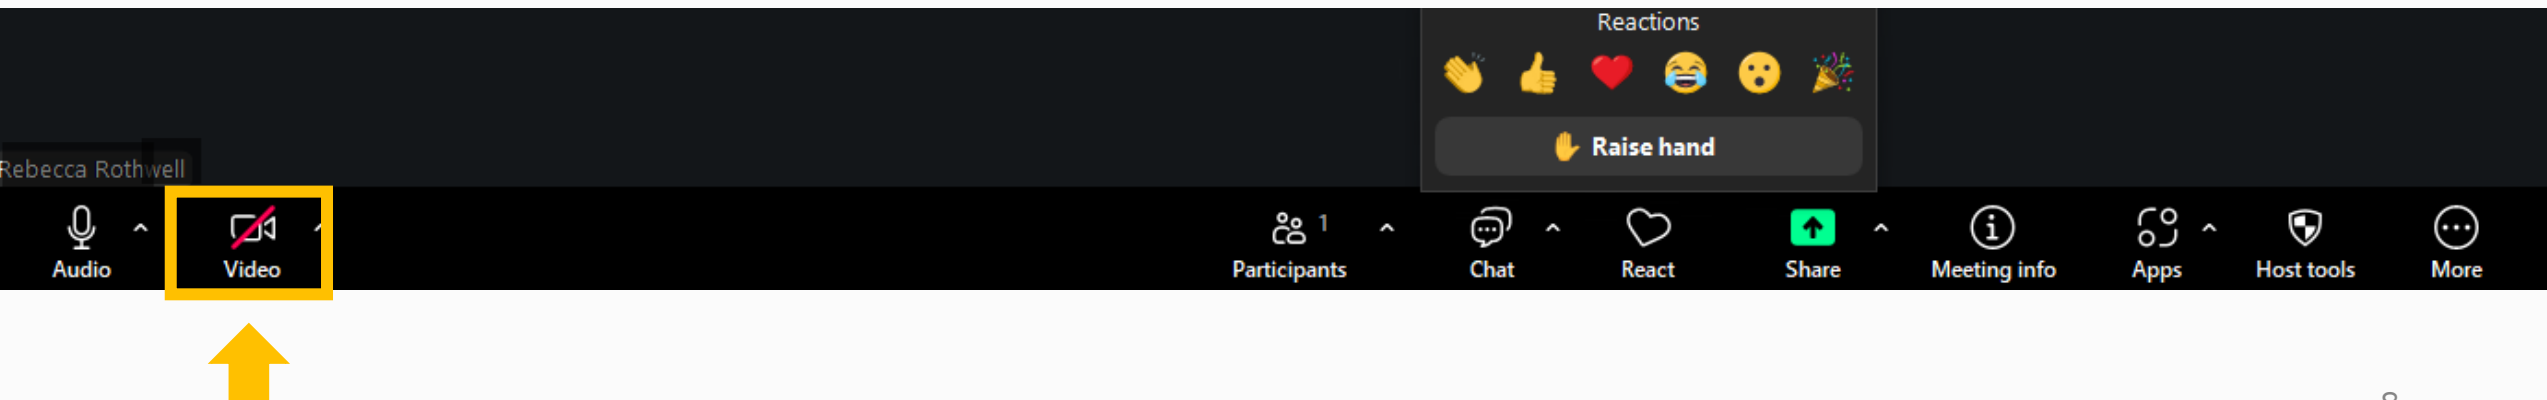 Reactions
Raise hand
Rebecca Rothwell
1
Audio
Video
Participants
Chat
React
Share
Meeting info
Apps
Host tools
More